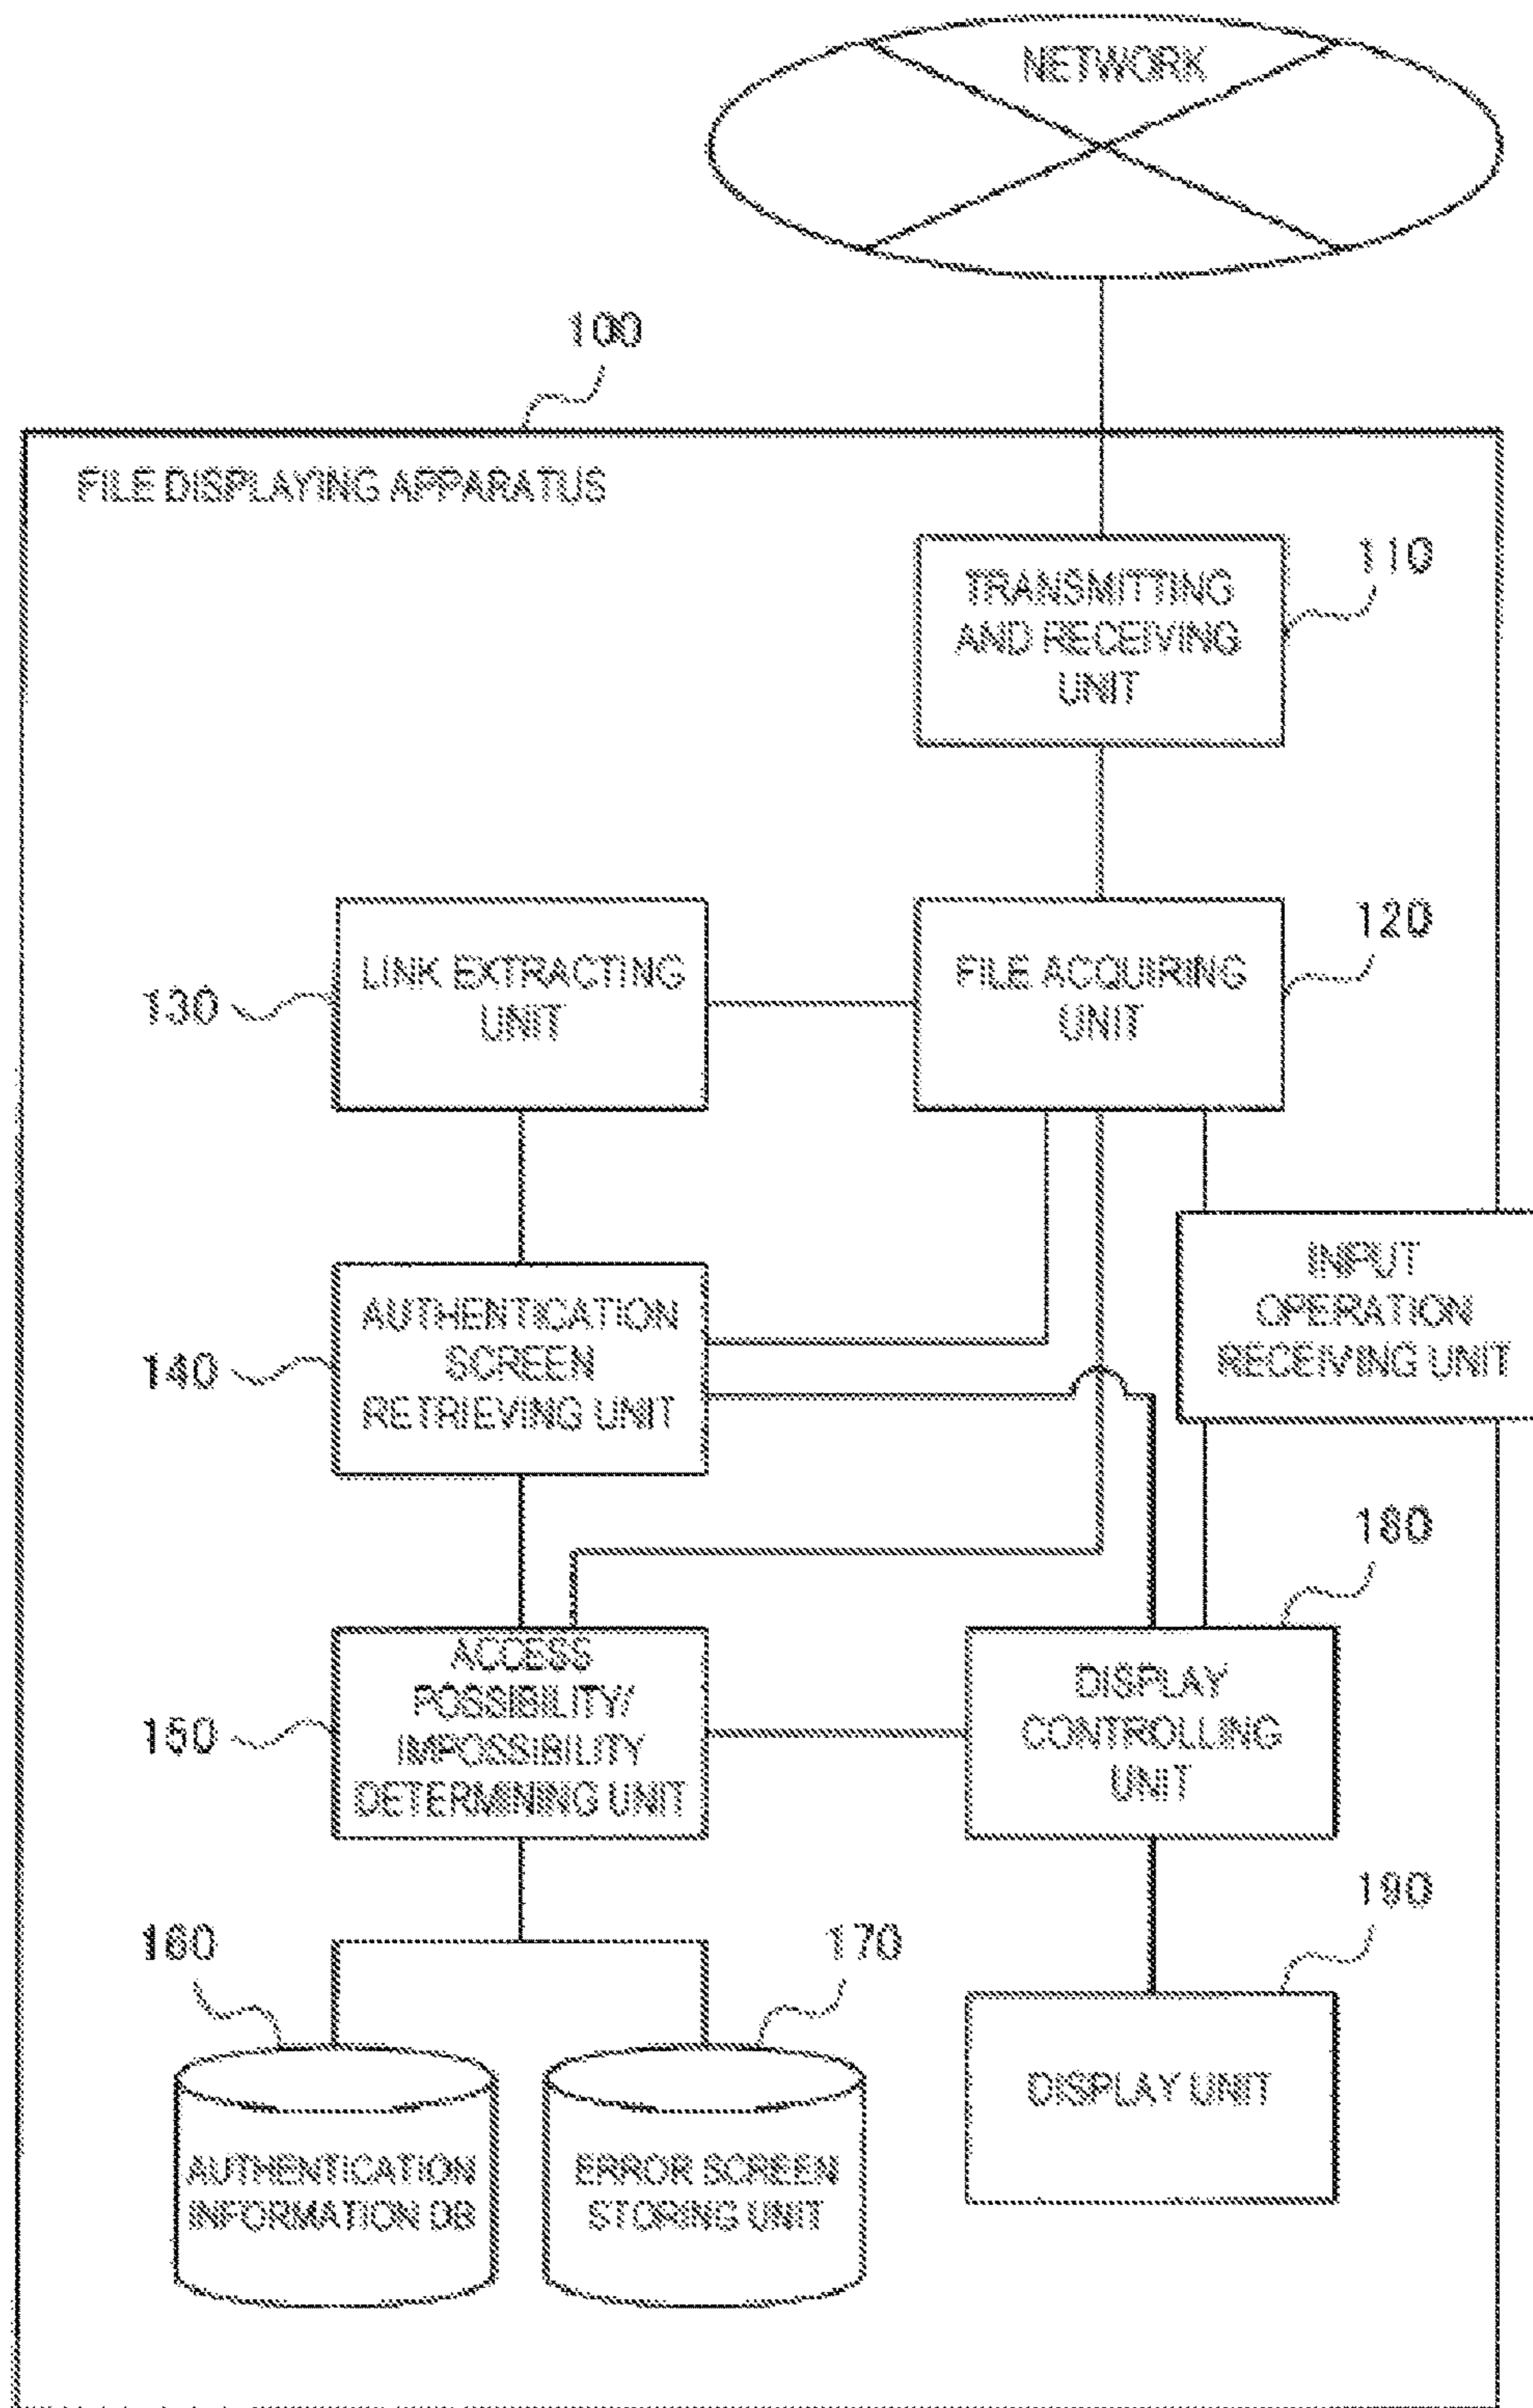 NETWORK
100
FILE DISPLAYING APPARATUS
110
TRANSMITTING
AND RECEIVING
UNIT
120
LINK EXTRACTING
UNIT
FILE ACQUIRING
UNIT
130
INPUT
OPERATION
RECEIVING UNIT
AUTHENTICATION
SCREEN
RETRIEVING UNIT
140
180
ACCESS
POSSIBILITY/
IMPOSSIBILITY
DETERMINING UNIT
150
DISPLAY
CONTROLLING
UNIT
190
160
170
DISPLAY UNIT
AUTHENTICATION
INFORMATION DB
ERROR SCREEN
STORING UNIT